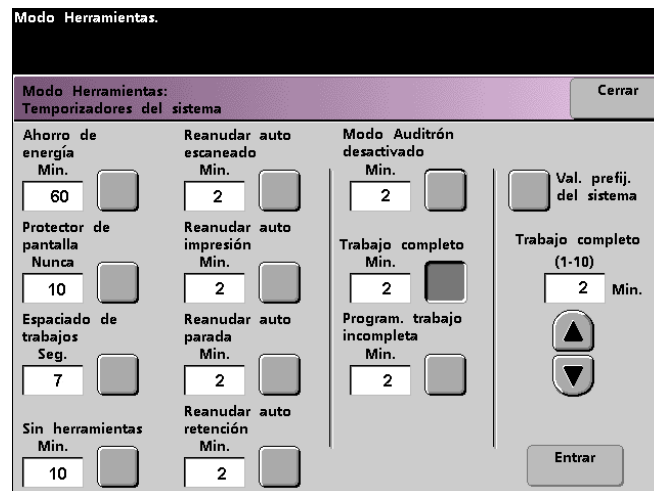 Modo Herramientas.
Modo Herramientas:
Temporizadores del sistema
Cerrar
Ahorro de
energía
Min.
60
Protector de
pantalla
Nunca
10
Espaciado de
trabajos
Seg.
7
Sin herramientas
Min.
10
Reanudar auto
escaneado
Min.
2
Reanudar auto
impresión
Min.
2
Reanudar auto
parada
Min.
2
Reanudar auto
retención
Min.
2
Modo Auditrón
desactivado
Min.
2
Trabajo completo
Min.
2
Program. trabajo
incompleta
Min.
2
Val. prefij.
del sistema
Trabajo completo
(1-10)
2 Min.
Entrar